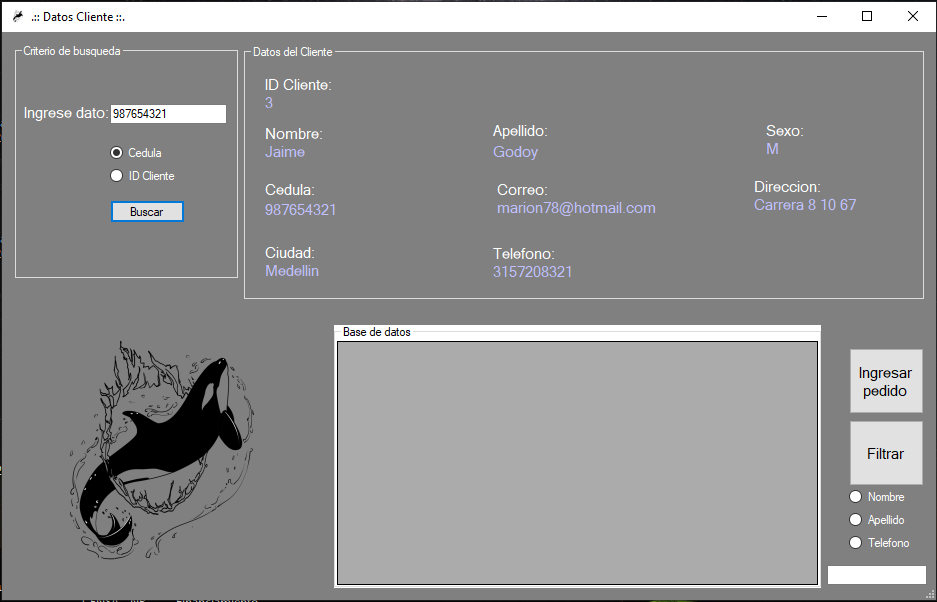 .:: Datos Cliente ::.
Criterio de busqueda
Ingrese dato: 987654321
Cedula
ID Cliente
Buscar
Datos del Cliente
ID Cliente:
3
Nombre: Apellido: Sexo:
Jaime Godoy M
Cedula: Correo: Direccion:
987654321 marion78@hotmail.com Carrera 8 10 67
Ciudad: Telefono:
Medellin 3157208321
Base de datos
Ingresar
pedido
Filtrar
Nombre
Apellido
Telefono